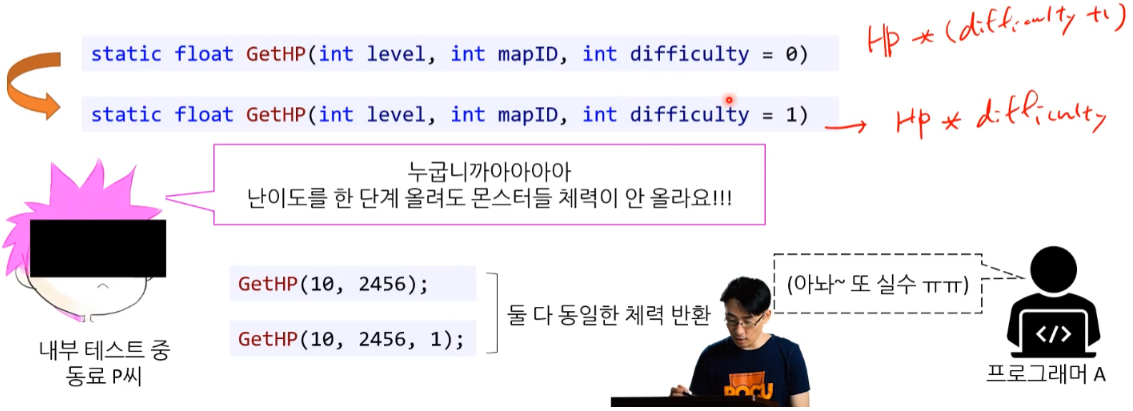 static float GetHP(int level, int mapID, int difficulty = 0)
Hp * (difficulty +1)
static float GetHP(int level, int mapID, int difficulty = 1)
Hp * difficulty
누굽니까아아아아
난이도를 한 단계 올려도 몬스터들 체력이 안 올라요!!!
GetHP(10, 2456);
GetHP(10, 2456, 1);
둘 다 동일한 체력 반환
(아놔~ 또 실수 ㅠㅠ)
</>
POCU
내부 테스트 중
동료 P씨
프로그래머 A